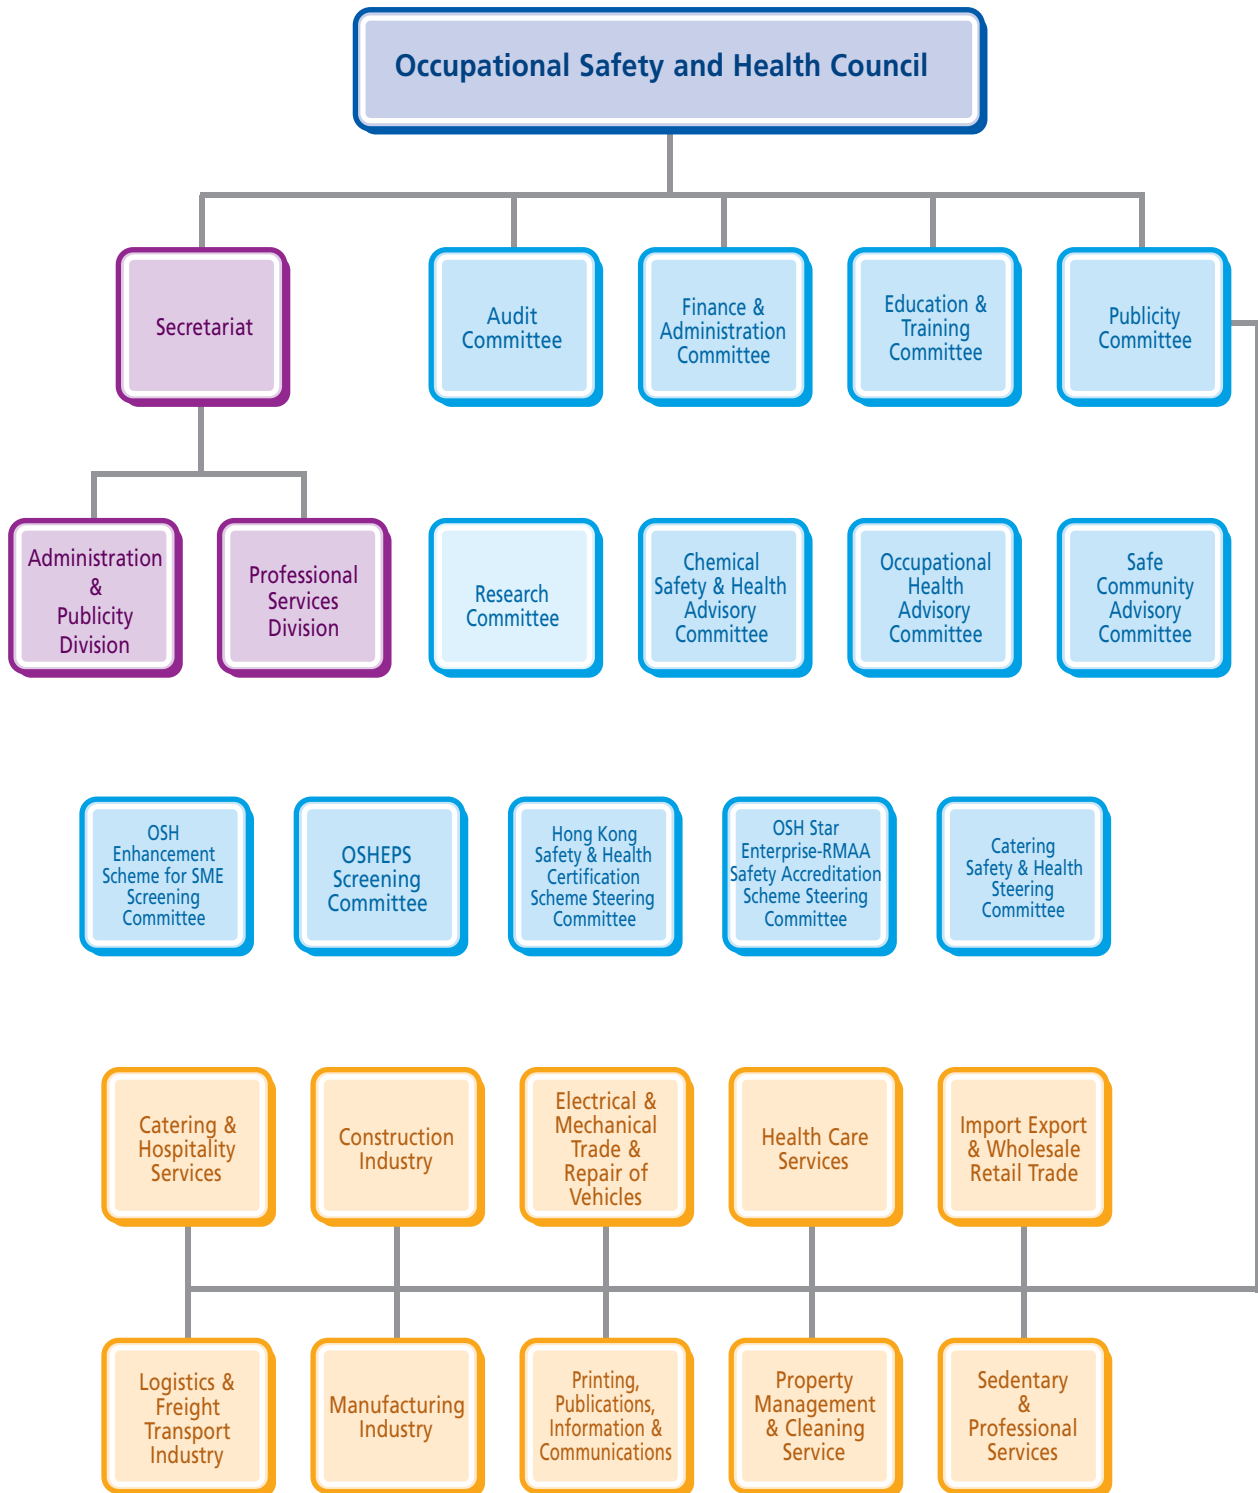 Occupational Safety and Health Council
Secretariat
Audit
Committee
Finance &
Administration
Committee
Education &
Training
Committee
Publicity
Committee
Administration
&
Publicity
Division
Professional
Services
Division
Research
Committee
Chemical
Safety & Health
Advisory
Committee
Occupational
Health
Advisory
Committee
Safe
Community
Advisory
Committee
OSH
Enhancement
Scheme for SME
Screening
Committee
OSHEPS
Screening
Committee
Hong Kong
Safety & Health
Certification
Scheme Steering
Committee
OSH Star
Enterprise-RMAA
Safety Accreditation
Scheme Steering
Committee
Catering
Safety & Health
Steering
Committee
Catering &
Hospitality
Services
Construction
Industry
Electrical &
Mechanical
Trade &
Repair of
Vehicles
Health Care
Services
Import Export
& Wholesale
Retail Trade
Logistics &
Freight
Transport
Industry
Manufacturing
Industry
Printing,
Publications,
Information &
Communications
Property
Management
& Cleaning
Service
Sedentary
&
Professional
Services